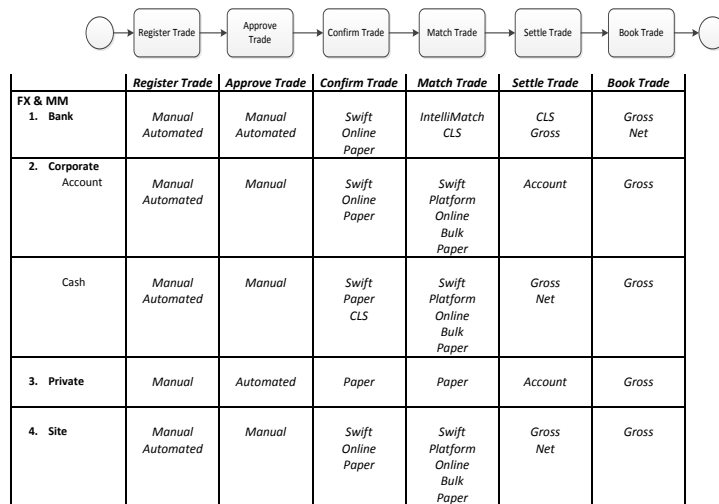 Register Trade
Approve
Trade
Confirm Trade
Match Trade
Settle Trade
Book Trade
Register Trade Approve Trade Confirm Trade Match Trade Settle Trade Book Trade
FX & MM
1. Bank Manual Manual Swift IntelliMatch CLS Gross
Automated Automated Online CLS Gross Net
Paper
2. Corporate
Account Manual Manual Swift Swift Account Gross
Automated Online Platform
Paper Online
Bulk
Paper
Cash Manual Manual Swift Swift Gross Gross
Automated Paper Platform Net
CLS Online
Bulk
Paper
3. Private Manual Automated Paper Paper Account Gross
4. Site Manual Manual Swift Swift Gross Gross
Automated Online Platform Net
Paper Online
Bulk
Paper